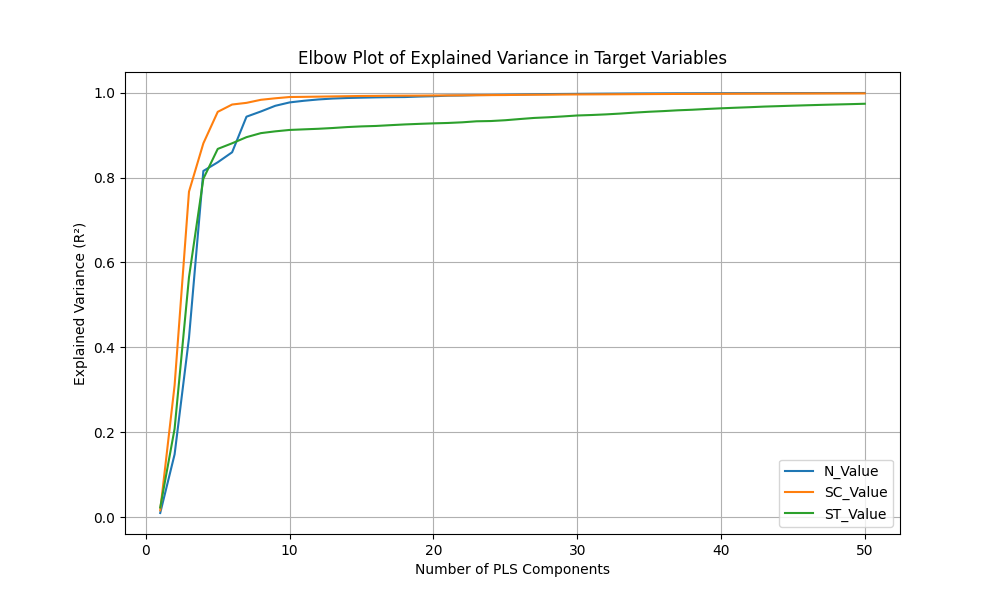 Elbow Plot of Explained Variance in Target Variables
Explained Variance (R²)
1.0
0.8
0.6
0.4
0.2
0.0
N_Value
SC_Value
ST_Value
0 10 20 30 40 50
Number of PLS Components